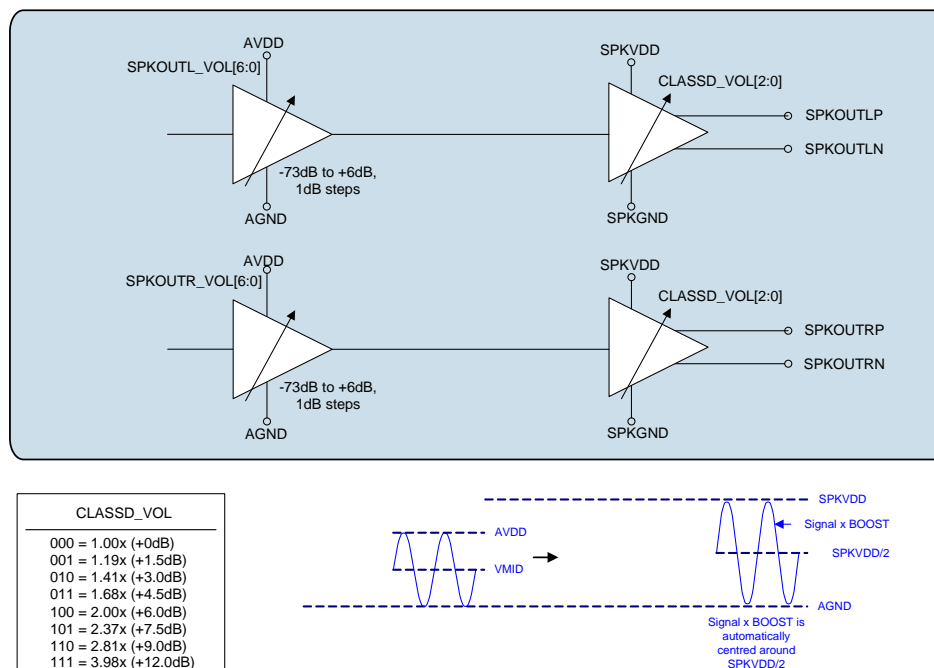 AVDD
SPKOUTL_VOL[6:0]
-73dB to +6dB,
1dB steps
AGND
SPKVDD
CLASSD_VOL[2:0]
SPKOUTLP
SPKOUTLN
SPKGND
AVDD
SPKOUTR_VOL[6:0]
-73dB to +6dB,
1dB steps
AGND
SPKVDD
CLASSD_VOL[2:0]
SPKOUTRP
SPKOUTRN
SPKGND
CLASSD_VOL
000 = 1.00x (+0dB)
001 = 1.19x (+1.5dB)
010 = 1.41x (+3.0dB)
011 = 1.68x (+4.5dB)
100 = 2.00x (+6.0dB)
101 = 2.37x (+7.5dB)
110 = 2.81x (+9.0dB)
111 = 3.98x (+12.0dB)
AVDD
VMID
SPKVDD
Signal x BOOST
SPKVDD/2
AGND
Signal x BOOST is
automatically
centred around
SPKVDD/2